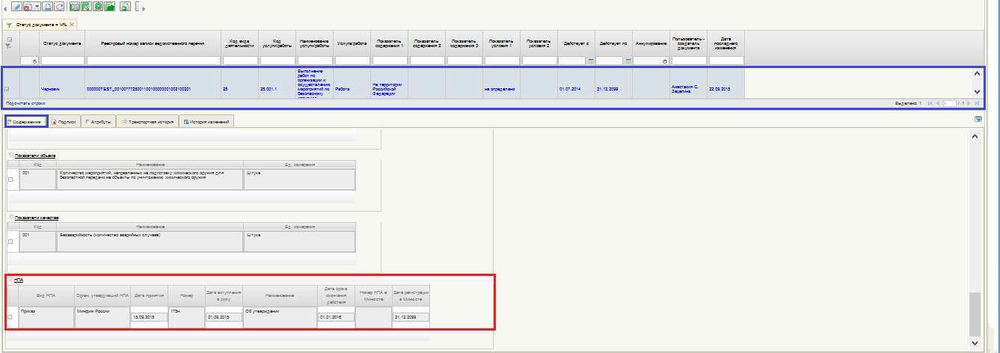 Статус документа = Ч%
Статус документа
Реестровый номер записи ведомственного перечня
Код вида деятельности
Код услуги/работы
Наименование услуги/работы
Услуга/работа
Показатель содержания 1
Показатель содержания 2
Показатель содержания 3
Показатель условия 1
Показатель условия 2
Действует с
Действует по
Аннулирование
Пользователь - создатель документа
Дата последнего изменения
Черновик
25
25.001.1
Выполнение
работ по
организации и
осуществлению
мероприятий по
безопасному
Работа
На территории
Российской
Федерации
не определено
01.07.2014
31.12.2099
Анастасия С.
22.09.2015
Подсчитать строки
Выделено: 1
1 / 1
Содержание
Подписи
Атрибуты
Транспортная история
История изменений
Показатели объема
Код Наименование Ед. измерения
001 Количество мероприятий, направленных на подготовку химического оружия для Штука
безопасной передачи на объекты по уничтожению химического оружия
Показатели качества
Код Наименование Ед. измерения
001 Безаварийность (количество аварийных случаев) Штука
НПА
Вид НПА
Орган, утвердивший НПА
Дата принятия
Номер
Дата вступления в силу
Наименование
Дата срока окончания действия
Номер НПА в Минюсте
Дата регистрации в Минюсте
Приказ Минфин России 15.09.2015 175н 21.09.2015 Об утверждении 01.01.2016 31.12.2099